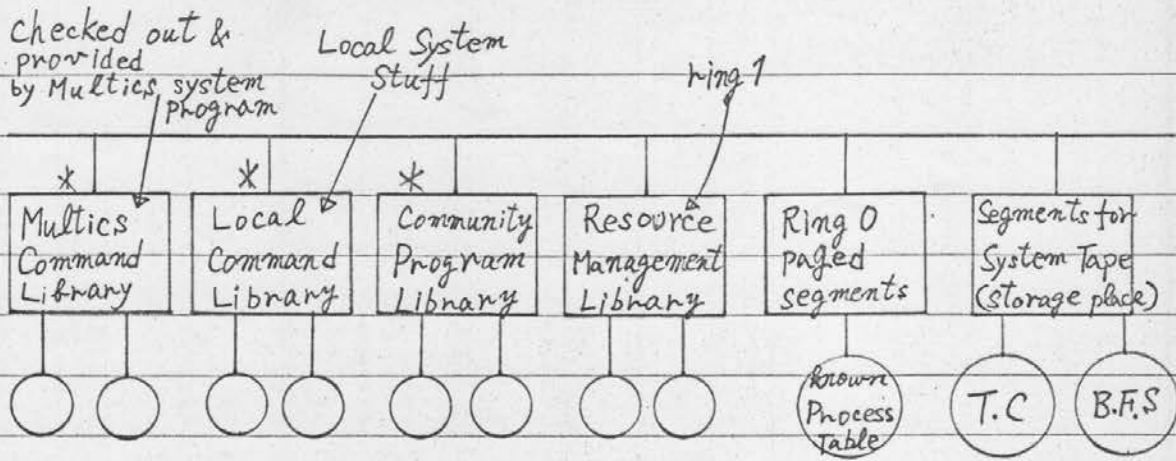 Checked out &
provided
by Multics system
program
Local System
Stuff
ring 1
*
*
*
Multics
Command
Library
Local
Command
Library
Community
Program
Library
Resource
Management
Library
Ring 0
paged
segments
Segments for
System Tape
(storage place)
Known
Process
Table
T.C
B.F.S